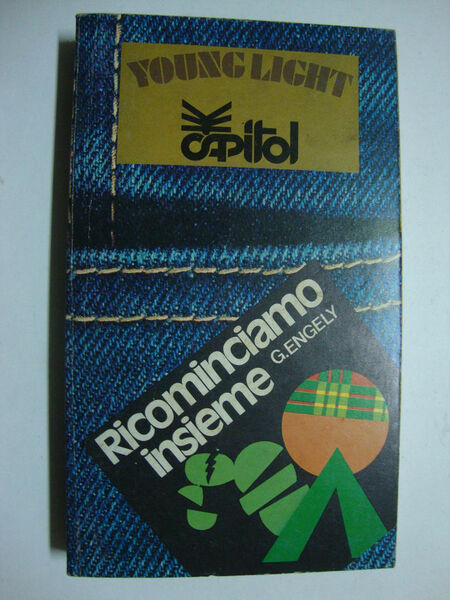 YOUNG LIGHT
capitol
Ricominciamo
insieme
G.ENGELY